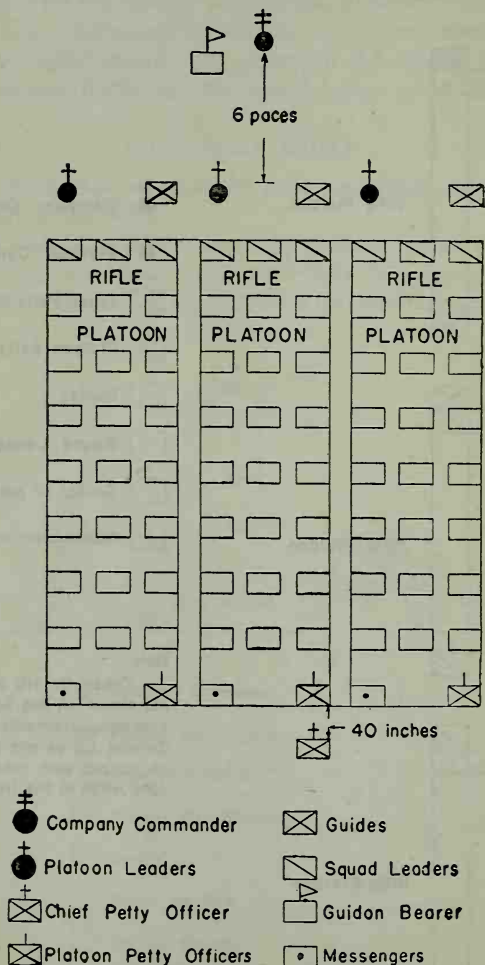 6 paces
RIFLE RIFLE RIFLE
PLATOON PLATOON PLATOON
40 inches
Company Commander Guides
Platoon Leaders Squad Leaders
Chief Petty Officer Guidon Bearer
Platoon Petty Officers Messengers